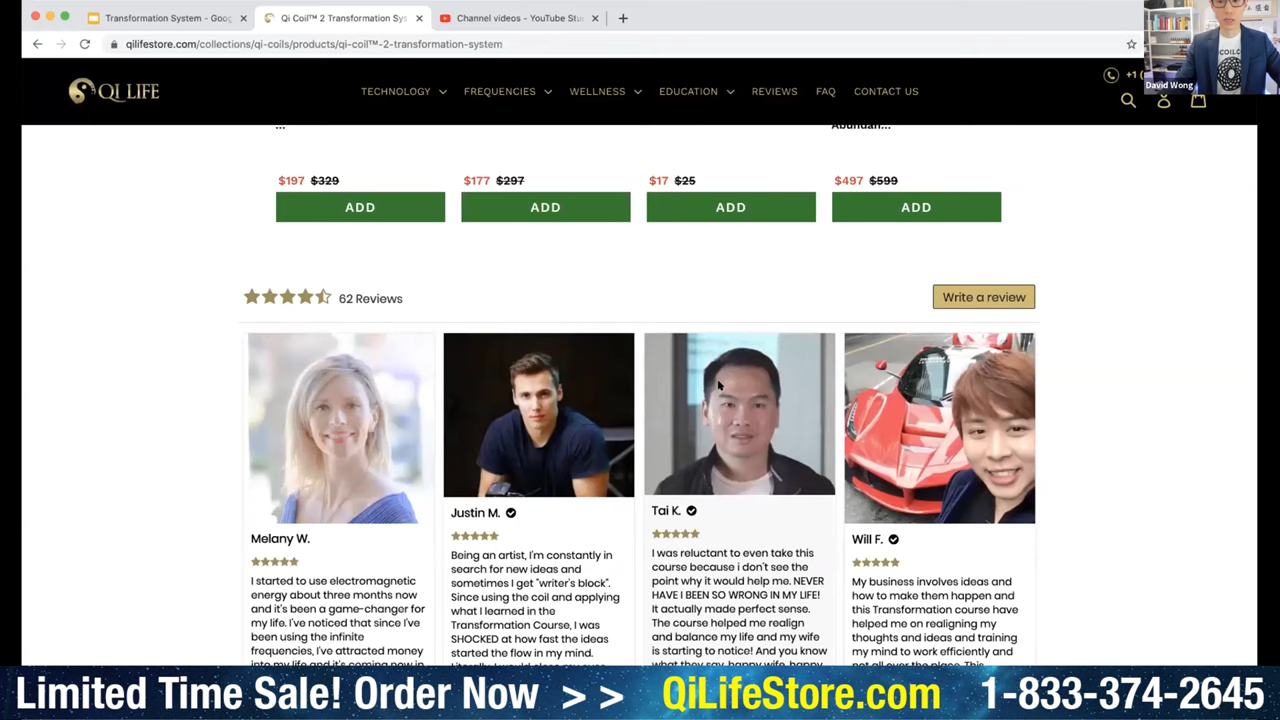 Transformation System - Goo
Qi Coil™ 2 Transformation Sys
Channel videos - YouTube Stu
qilifestore.com/collections/qi-coils/products/qi-coil™-2-transformation-system
QI LIFE
TECHNOLOGY
FREQUENCIES
WELLNESS
EDUCATION
REVIEWS
FAQ
CONTACT US
+1 (
David Wong
...
Abundan...
$197 $329
$177 $297
$17 $25
$497 $599
ADD
ADD
ADD
ADD
62 Reviews
Write a review
Melany W.
I started to use electromagnetic
energy about three months now
and it's been a game-changer for
my life. I've noticed that since I've
been using the infinite
frequencies, I've attracted money
into my life and it's coming now in
Justin M.
Being an artist, I'm constantly in
search for new ideas and
sometimes I get "writer's block".
Since using the coil and applying
what I learned in the
Transformation Course, I was
SHOCKED at how fast the ideas
started the flow in my mind.
Tai K.
I was reluctant to even take this
course because i don't see the
point why it would help me. NEVER
HAVE I BEEN SO WRONG IN MY LIFE!
It actually made perfect sense.
The course helped me realign
and balance my life and my wife
is starting to notice! And you know
what they say, happy wife, happy
Will F.
My business involves ideas and
how to make them happen and
this Transformation course have
helped me on realigning my
thoughts and ideas and training
my mind to work efficiently and
not all over the place. This
Limited Time Sale! Order Now > > QiLifeStore.com 1-833-374-2645